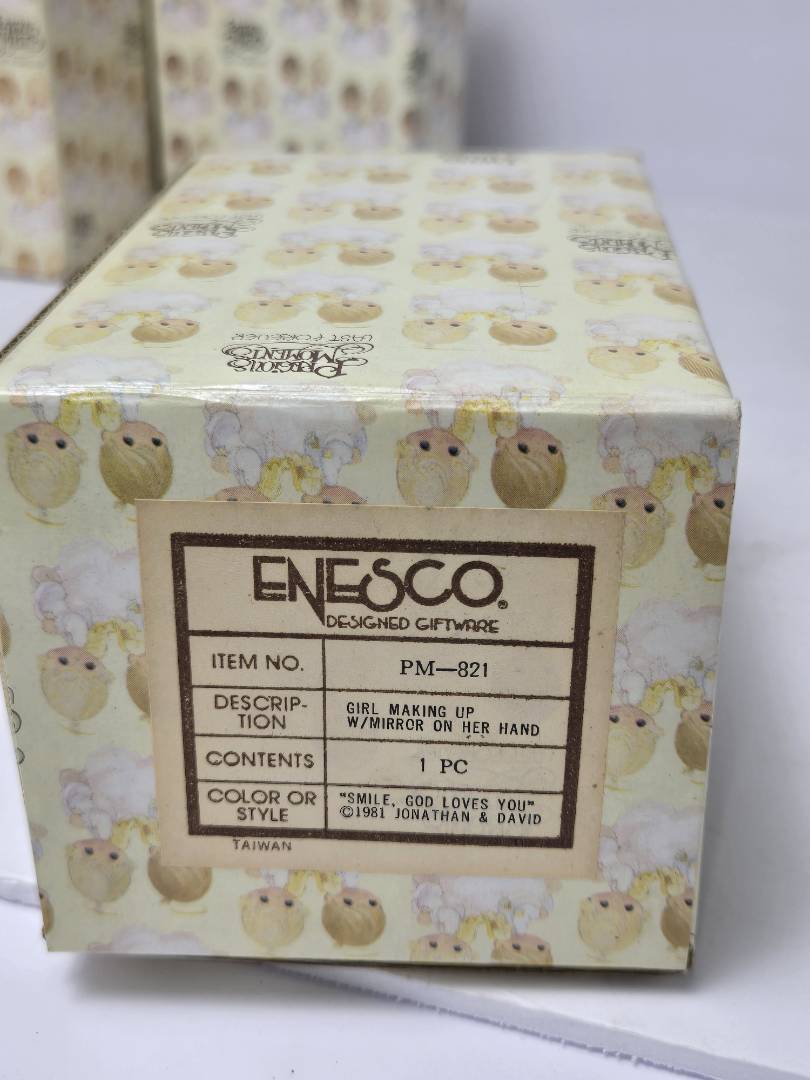 PRECIOUS
MOMENTS
LAST FOREVER
ENESCO®
DESIGNED GIFTWARE
ITEM NO. PM—821
DESCRIP-
TION
GIRL MAKING UP
W/MIRROR ON HER HAND
CONTENTS 1 PC
COLOR OR
STYLE
"SMILE, GOD LOVES YOU"
©1981 JONATHAN & DAVID
TAIWAN